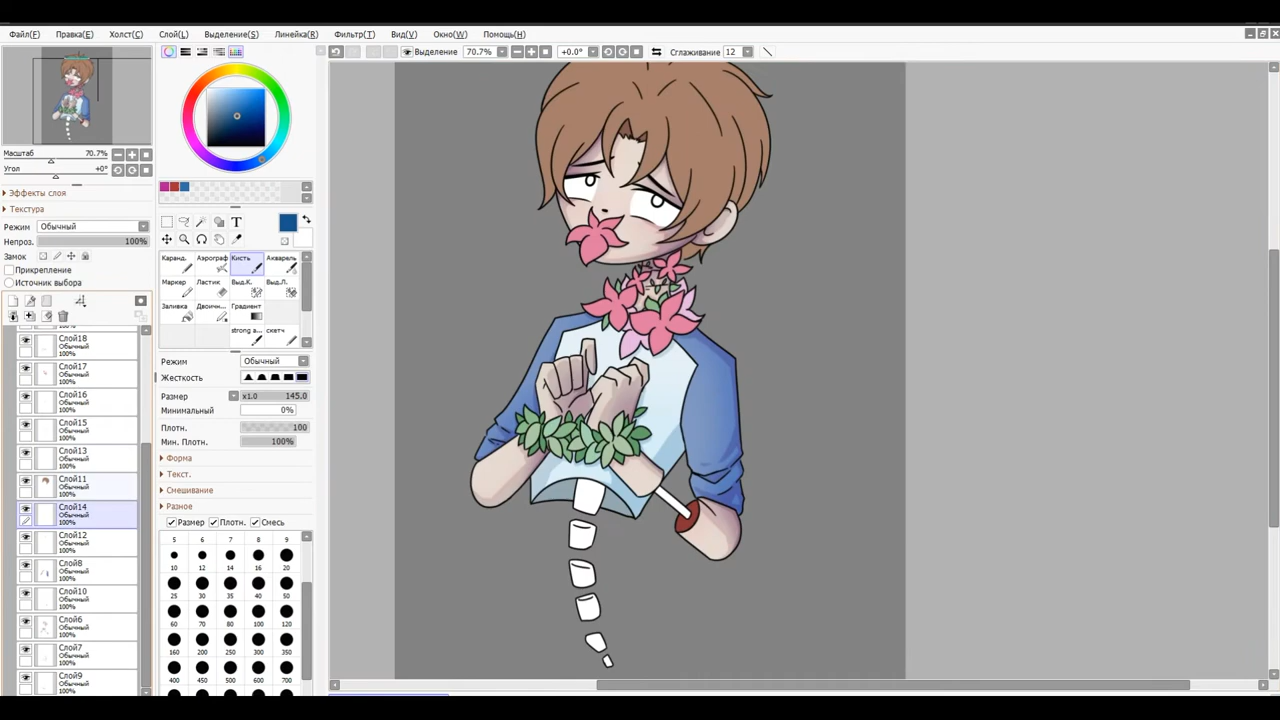 Файл(F) Правка(E) Холст(C) Слой(L) Выделение(S) Линейка(R) Фильтр(T) Вид(V) Окно(W) Помощь(H)
Выделение 70.7% +0.0° Сглаживание 12
Масштаб 70.7%
Угол +0°
Эффекты слоя
Текстура
Режим Обычный
Непроз. 100%
Замок
Прикрепление
Источник выбора
Слой18
Обычный
100%
Слой17
Обычный
100%
Слой16
Обычный
100%
Слой15
Обычный
100%
Слой13
Обычный
100%
Слой11
Обычный
100%
Слой14
Обычный
100%
Слой12
Обычный
100%
Слой8
Обычный
100%
Слой10
Обычный
100%
Слой6
Обычный
100%
Слой7
Обычный
100%
Слой9
Обычный
100%
T
Каранд. Аэрограф Кисть Акварель
Маркер Ластик Выд.К. Выд.Л.
Заливка Двоичн... Градиент
strong a... скетч
Режим Обычный
Жесткость
Размер x1.0 145.0
Минимальный 0%
Плотн. 100
Мин. Плотн. 100%
Форма
Текст.
Смешивание
Разное
Размер Плотн. Смесь
5 6 7 8 9
10 12 14 16 20
25 30 35 40 50
60 70 80 100 120
160 200 250 300 350
400 450 500 600 700